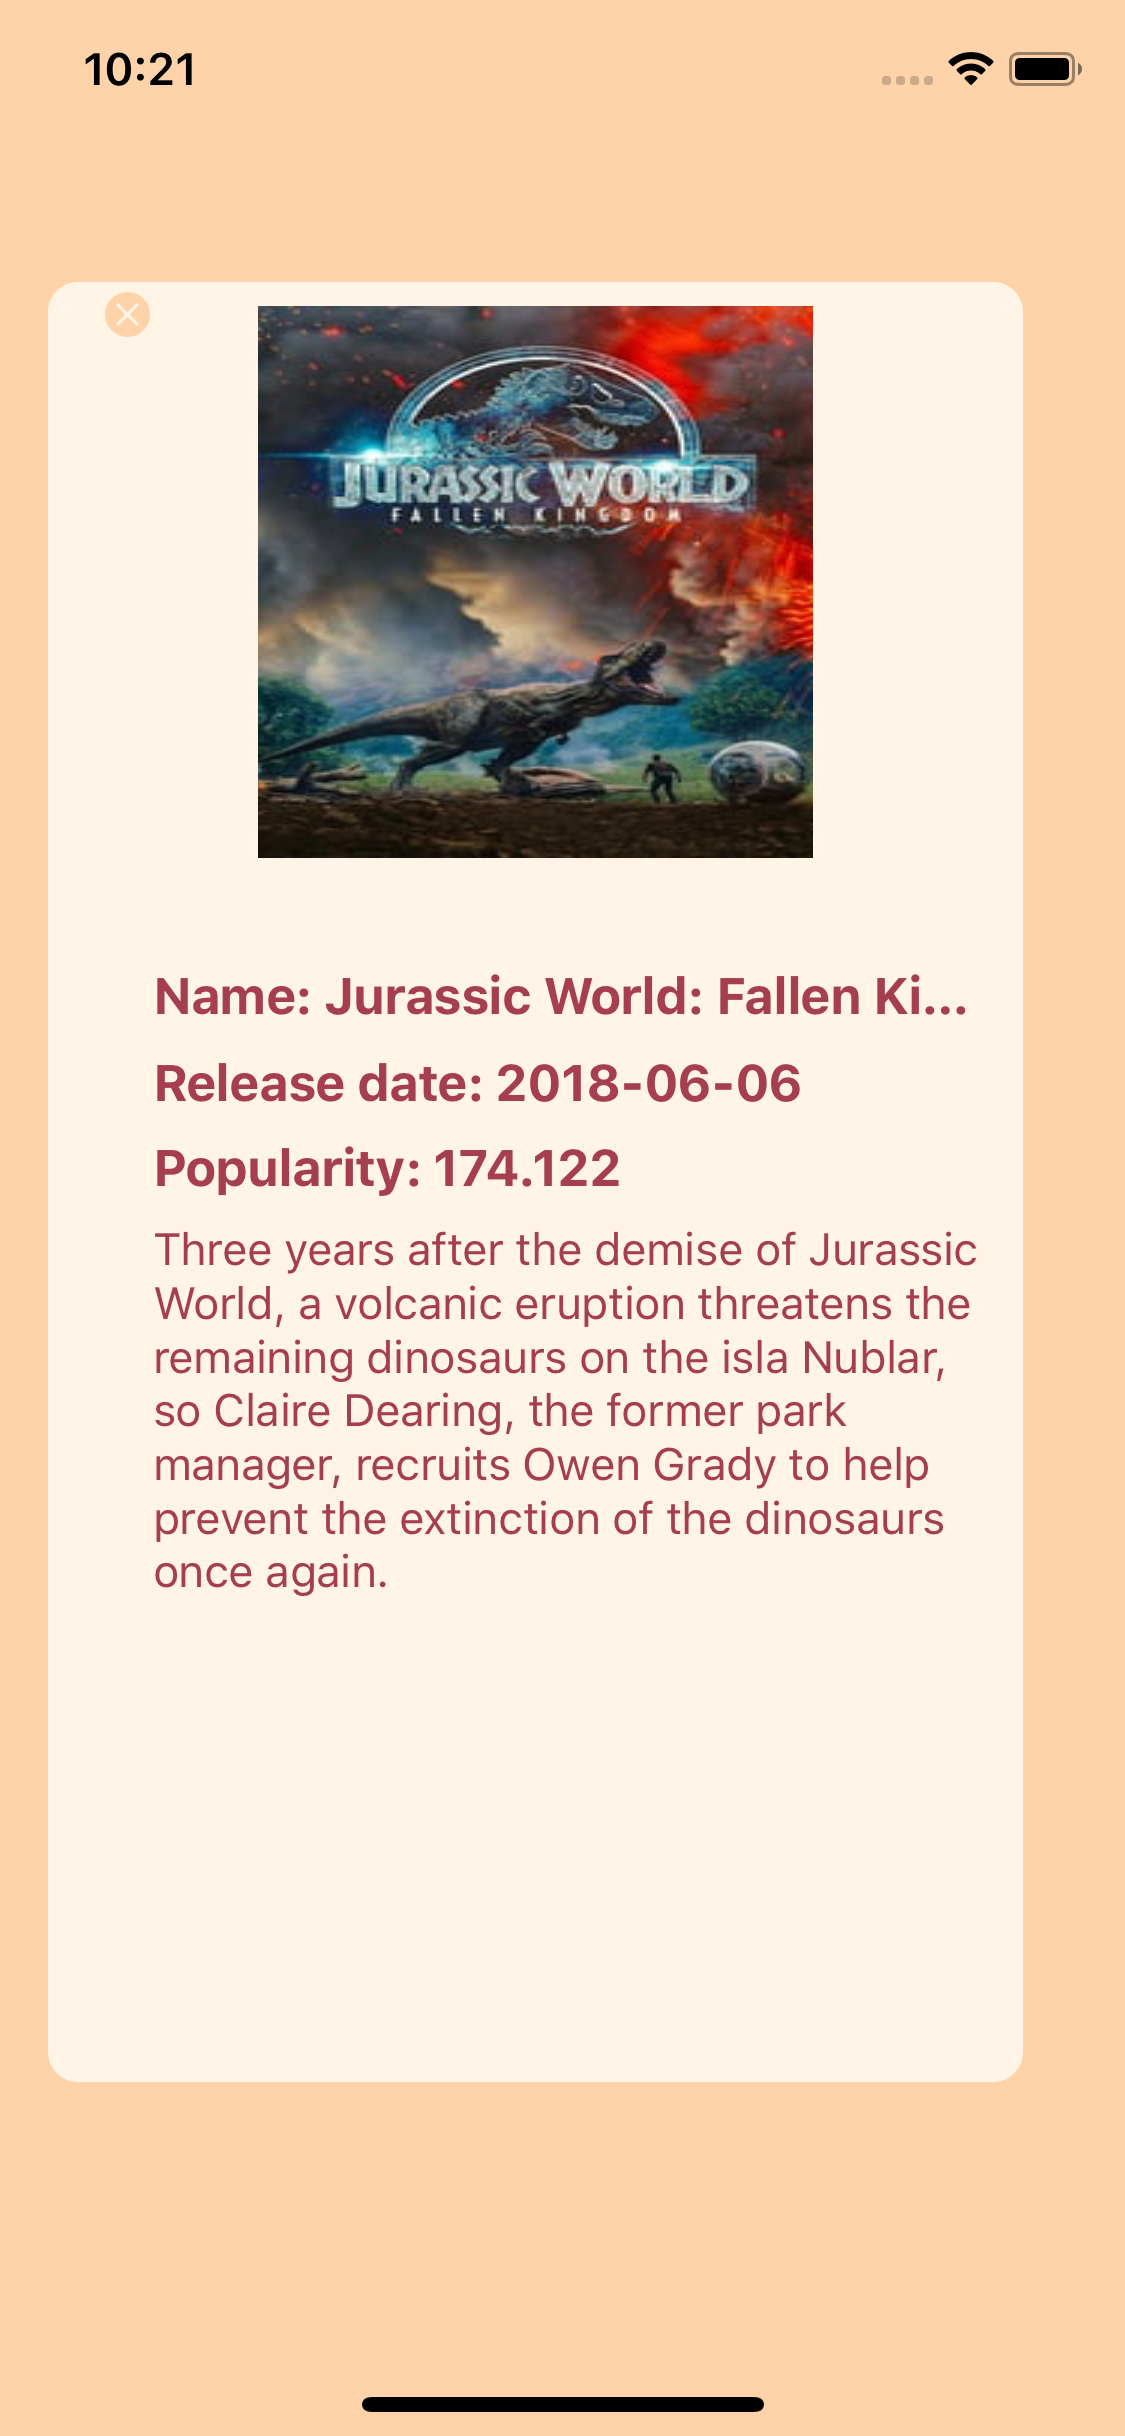 10:21
JURASSIC WORLD
FALLEN KINGDOM
Name: Jurassic World: Fallen Ki...
Release date: 2018-06-06
Popularity: 174.122
Three years after the demise of Jurassic
World, a volcanic eruption threatens the
remaining dinosaurs on the isla Nublar,
so Claire Dearing, the former park
manager, recruits Owen Grady to help
prevent the extinction of the dinosaurs
once again.